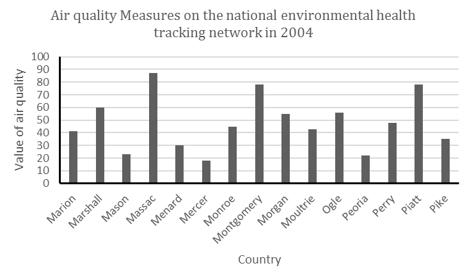 Air quality Measures on the national environmental health
tracking network in 2004
Value of air quality
100
90
80
70
60
50
40
30
20
10
0
Marion
Marshall
Mason
Massac
Menard
Mercer
Monroe
Montgomery
Morgan
Moultrie
Ogle
Peoria
Perry
Piatt
Pike
Country